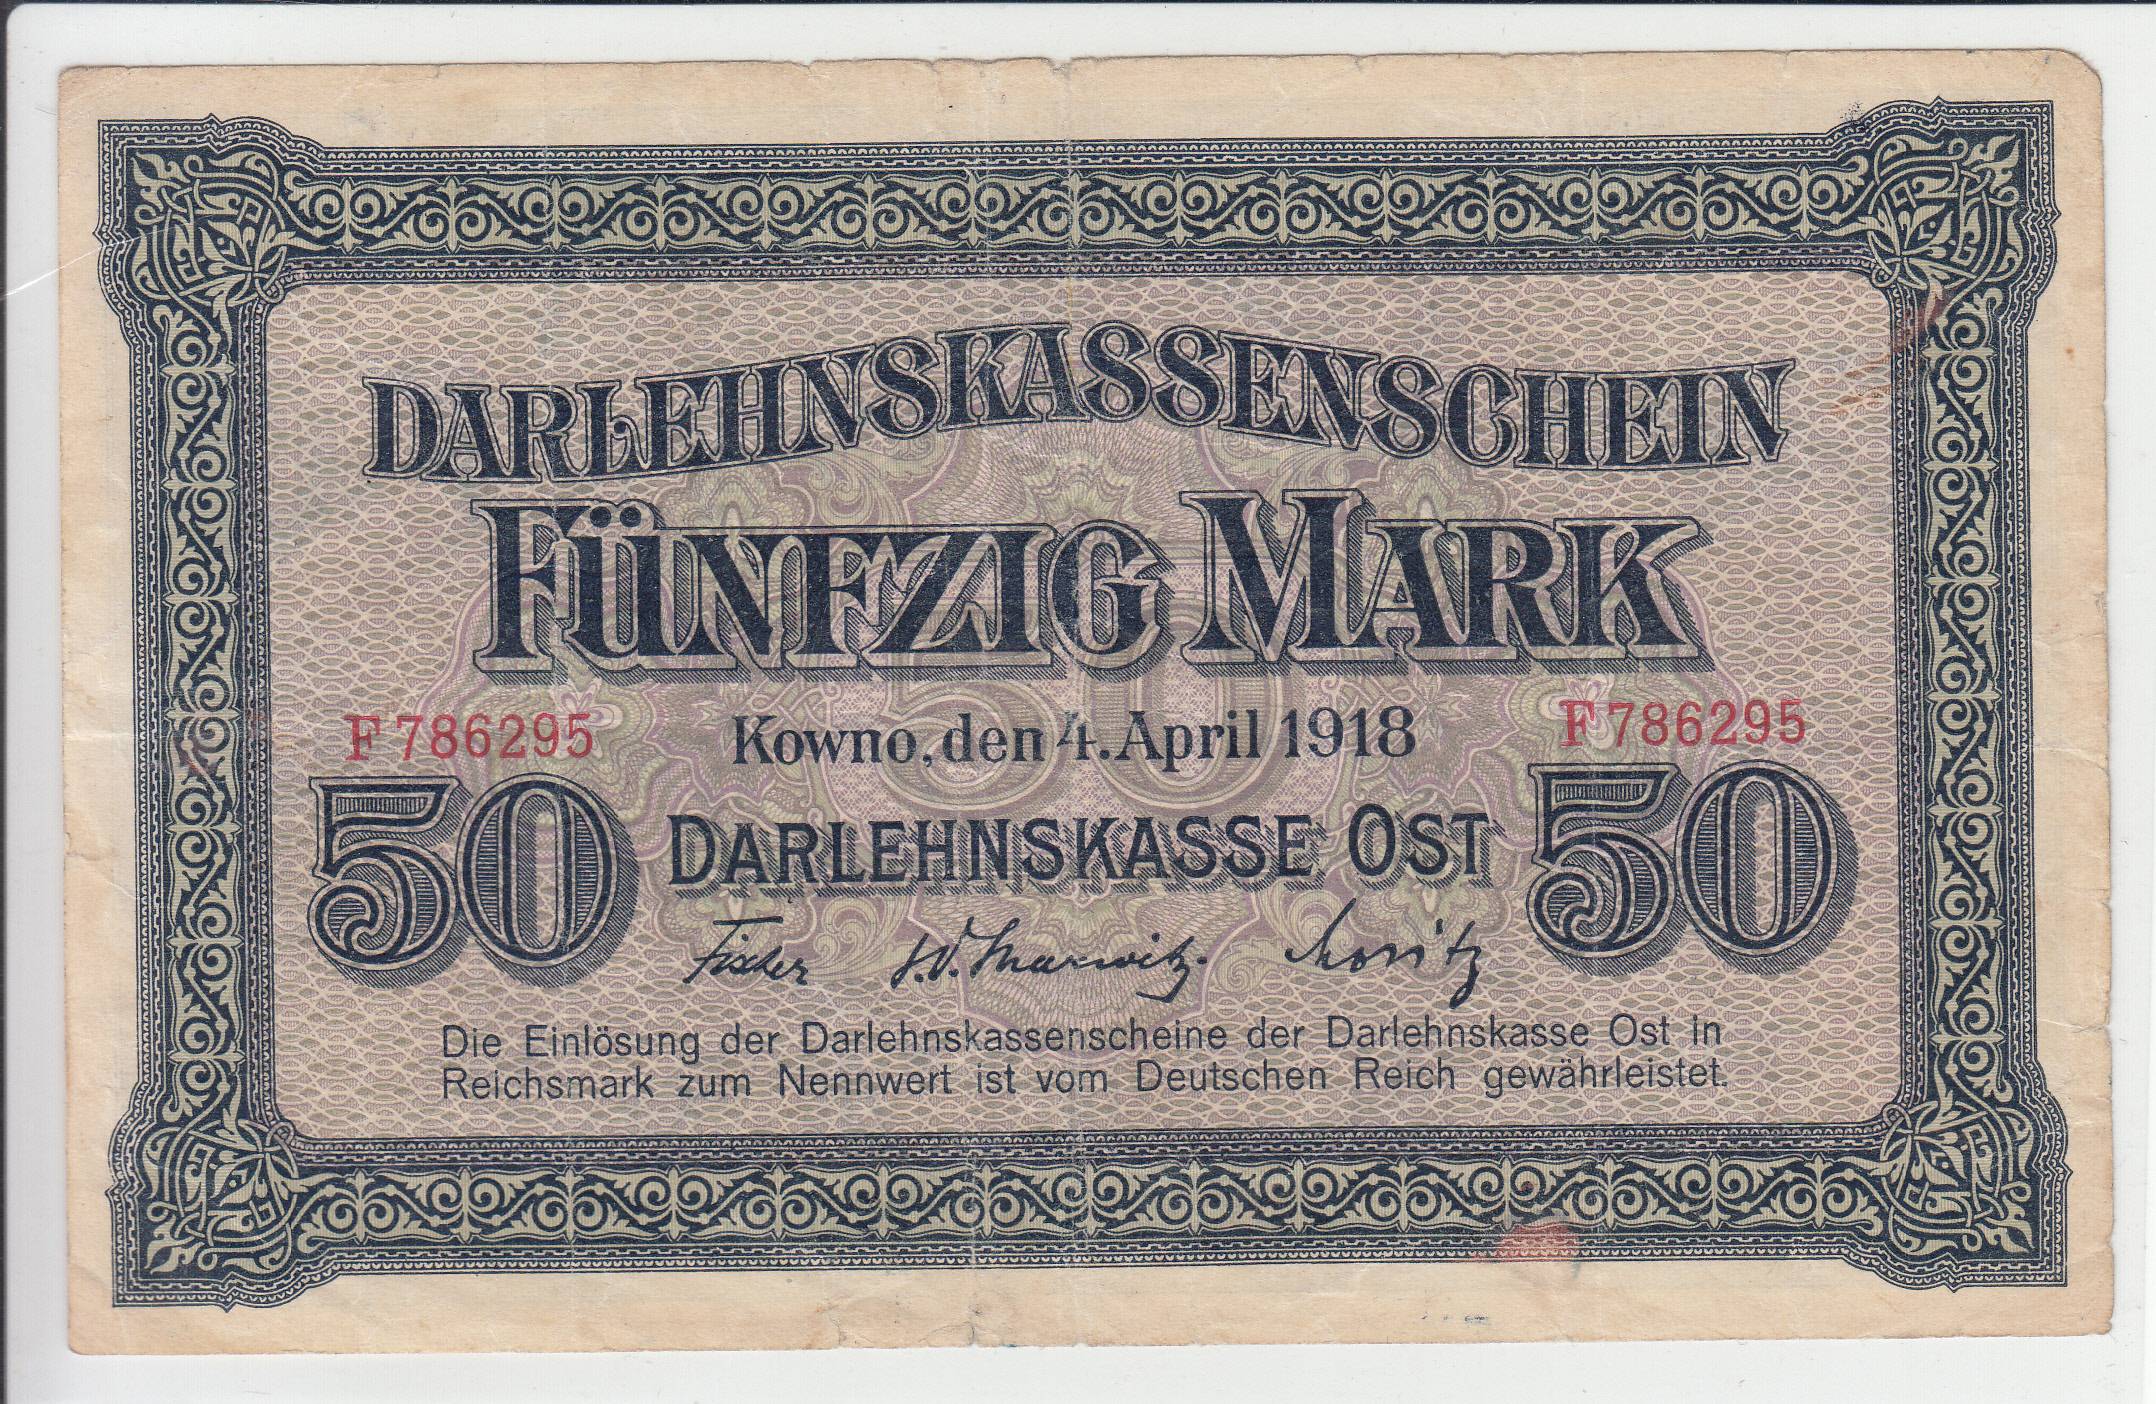 DARLEHNSKASSENSCHEIN
FÜNFZIG MARK
F 786295 Kowno, den 4. April 1918 F 786295
50 DARLEHNSKASSE OST 50
Fischer
Die Einlösung der Darlehnskassenscheine der Darlehnskasse Ost in
Reichsmark zum Nennwert ist vom Deutschen Reich gewährleistet.